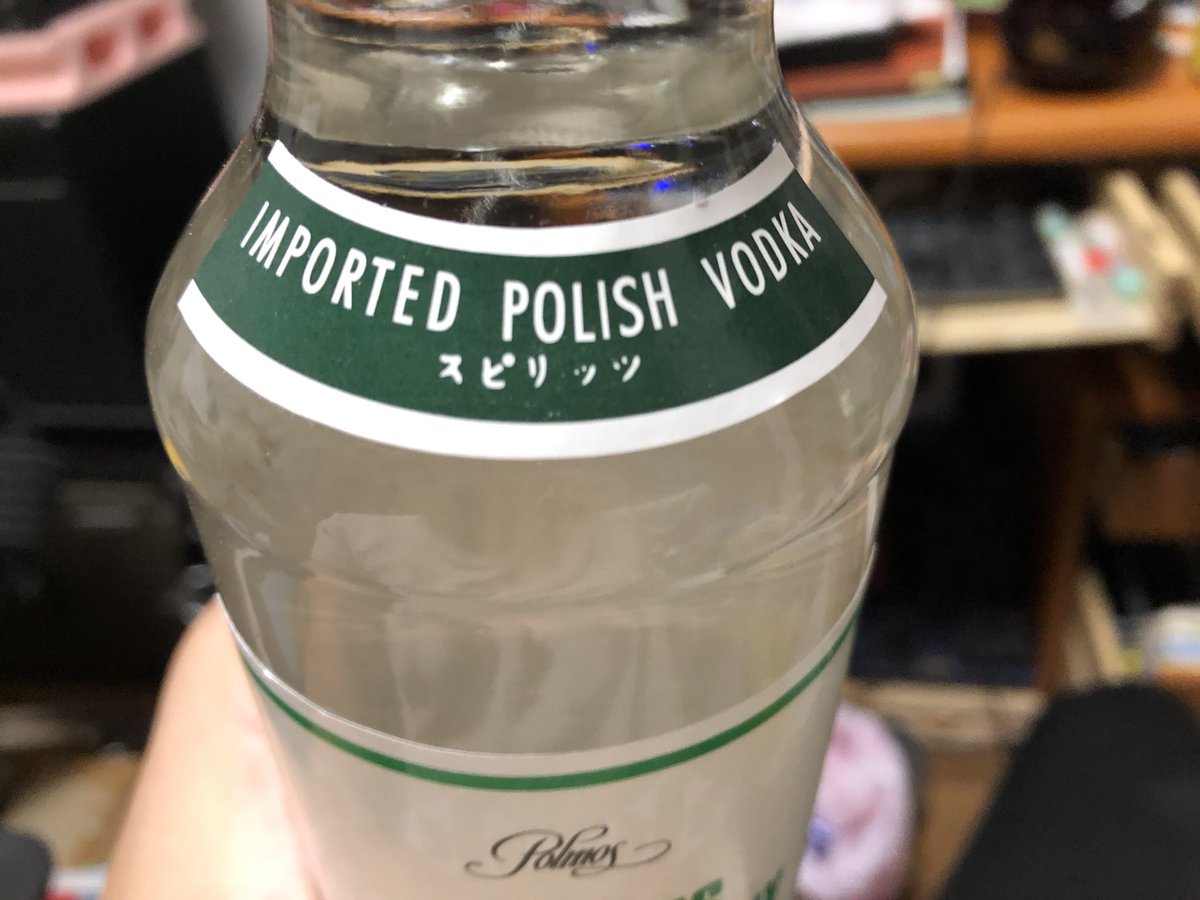 IMPORTED POLISH VODKA
スピリッツ
Polmos